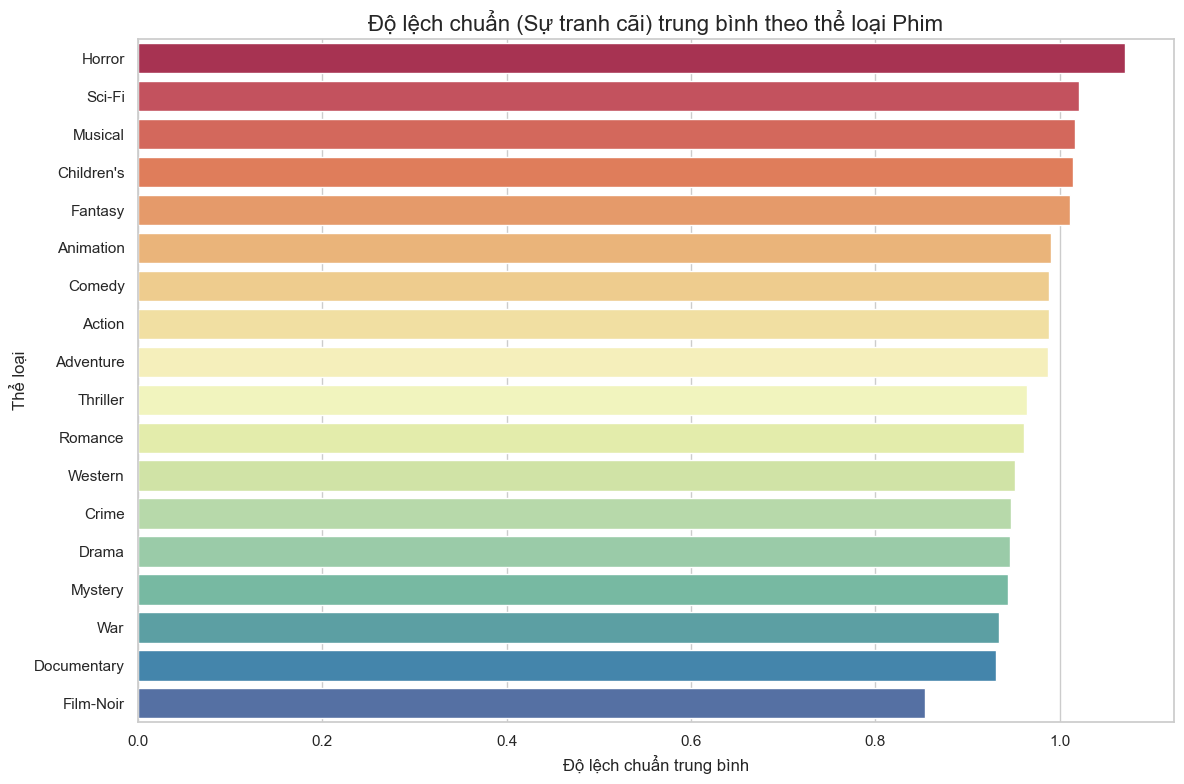 Độ lệch chuẩn (Sự tranh cãi) trung bình theo thể loại Phim
Thể loại
Horror
Sci-Fi
Musical
Children's
Fantasy
Animation
Comedy
Action
Adventure
Thriller
Romance
Western
Crime
Drama
Mystery
War
Documentary
Film-Noir
0.0 0.2 0.4 0.6 0.8 1.0
Độ lệch chuẩn trung bình